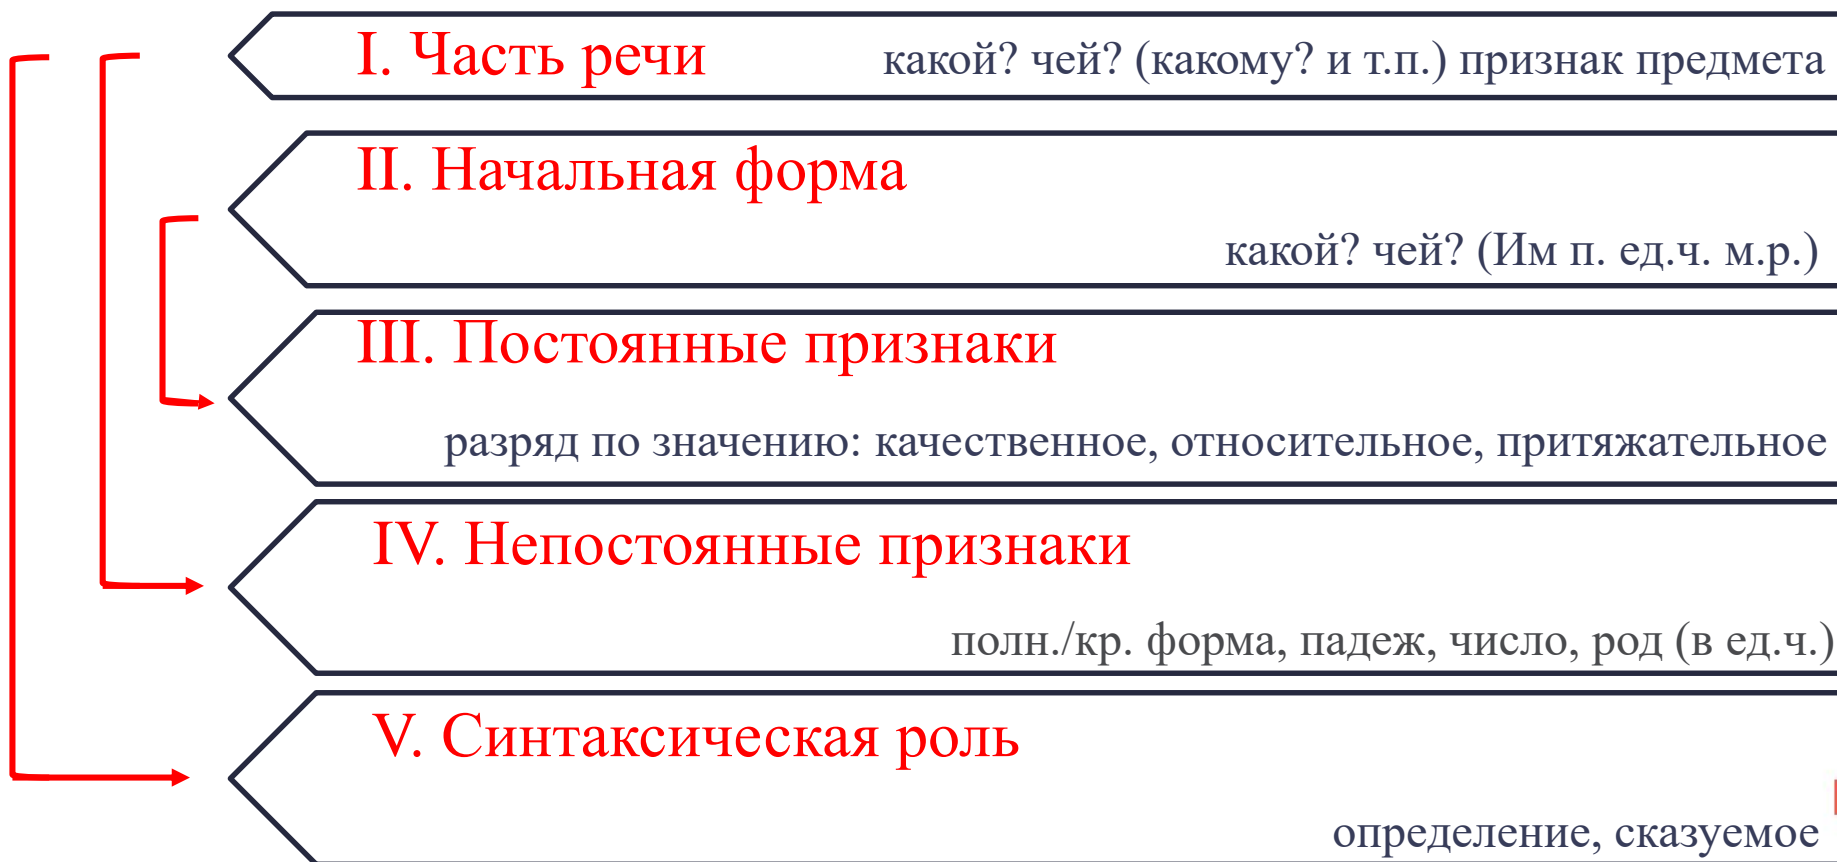 I. Часть речи какой? чей? (какому? и т.п.) признак предмета
II. Начальная форма
какой? чей? (Им п. ед.ч. м.р.)
III. Постоянные признаки
разряд по значению: качественное, относительное, притяжательное
IV. Непостоянные признаки
полн./кр. форма, падеж, число, род (в ед.ч.)
V. Синтаксическая роль
определение, сказуемое